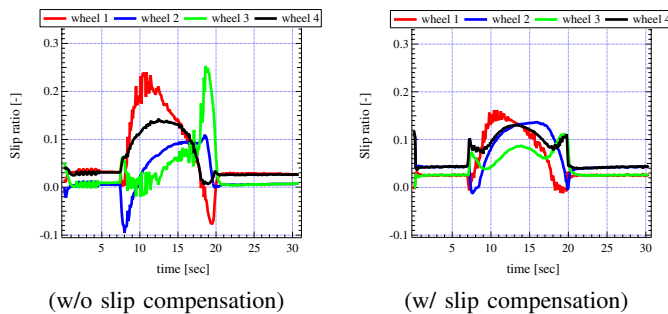 wheel 1 wheel 2 wheel 3 wheel 4
0.3
0.2
0.1
0.0
-0.1
Slip ratio [-]
5 10 15 20 25 30
time [sec]
(w/o slip compensation)
wheel 1 wheel 2 wheel 3 wheel 4
0.3
0.2
0.1
0.0
-0.1
Slip ratio [-]
5 10 15 20 25 30
time [sec]
(w/ slip compensation)